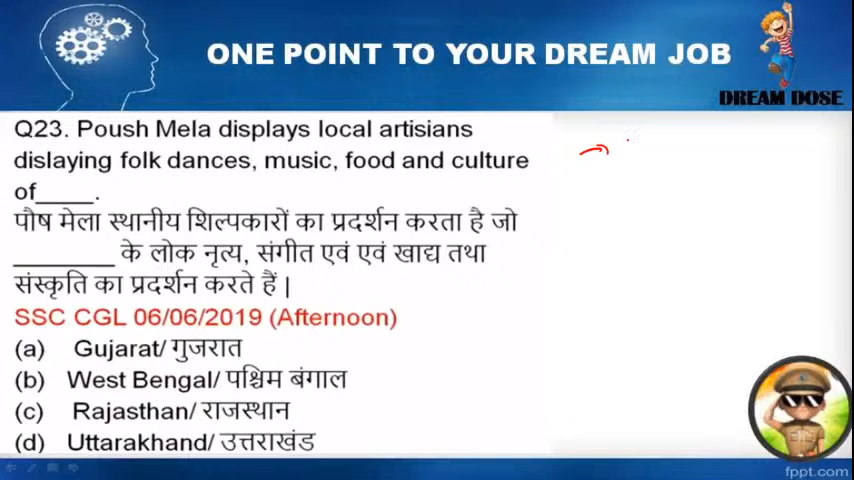 ONE POINT TO YOUR DREAM JOB
DREAM DOSE
Q23. Poush Mela displays local artisians
dislaying folk dances, music, food and culture
of____.
पौष मेला स्थानीय शिल्पकारों का प्रदर्शन करता है जो
_______ के लोक नृत्य, संगीत एवं एवं खाद्य तथा
संस्कृति का प्रदर्शन करते हैं |
SSC CGL 06/06/2019 (Afternoon)
(a) Gujarat/ गुजरात
(b) West Bengal/ पश्चिम बंगाल
(c) Rajasthan/ राजस्थान
(d) Uttarakhand/ उत्तराखंड
fppt.com